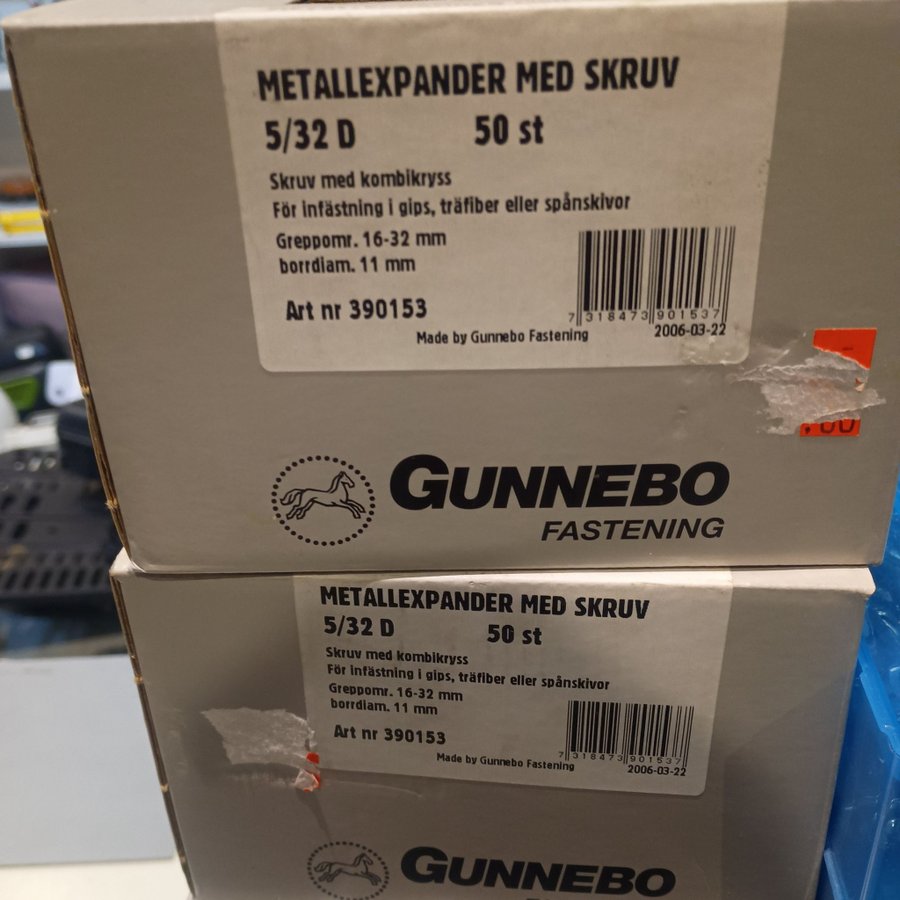 METALLEXPANDER MED SKRUV
5/32 D 50 st
Skruv med kombikryss
För infästning i gips, träfiber eller spånskivor
Greppomr. 16-32 mm
borrdiam. 11 mm
Art nr 390153
7 318473 901537
Made by Gunnebo Fastening 2006-03-22
GUNNEBO
FASTENING
METALLEXPANDER MED SKRUV
5/32 D 50 st
Skruv med kombikryss
För infästning i gips, träfiber eller spånskivor
Greppomr. 16-32 mm
borrdiam. 11 mm
Art nr 390153
7 318473 901537
Made by Gunnebo Fastening 2006-03-22
GUNNEBO